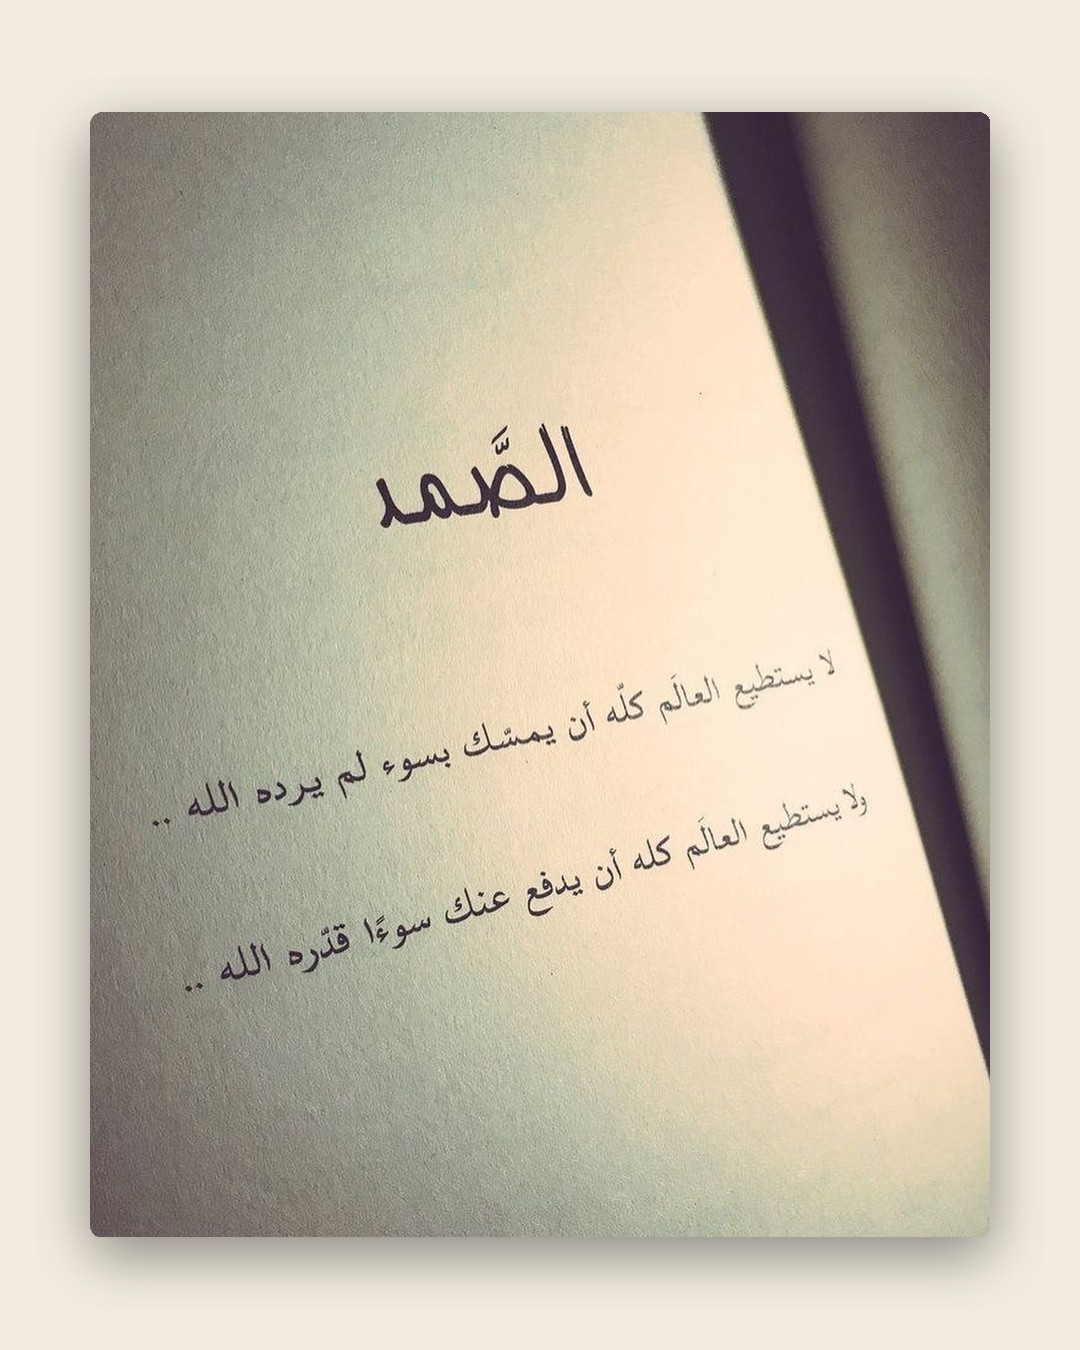 الصَّمد
لا يستطيع العالَم كلّه أن يمسّك بسوء لم يرده الله ..
ولا يستطيع العالَم كله أن يدفع عنك سوءًا قدّره الله ..